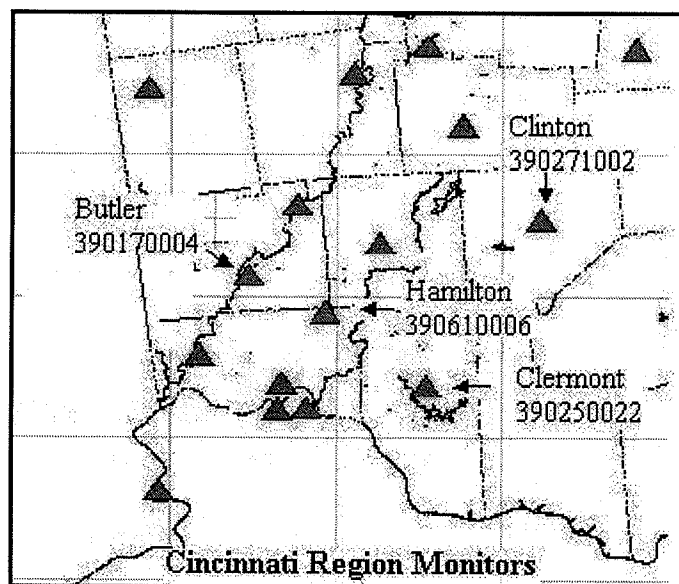 Clinton
390271002
Butler
390170004
Hamilton
390610006
Clermont
390250022
Cincinnati Region Monitors